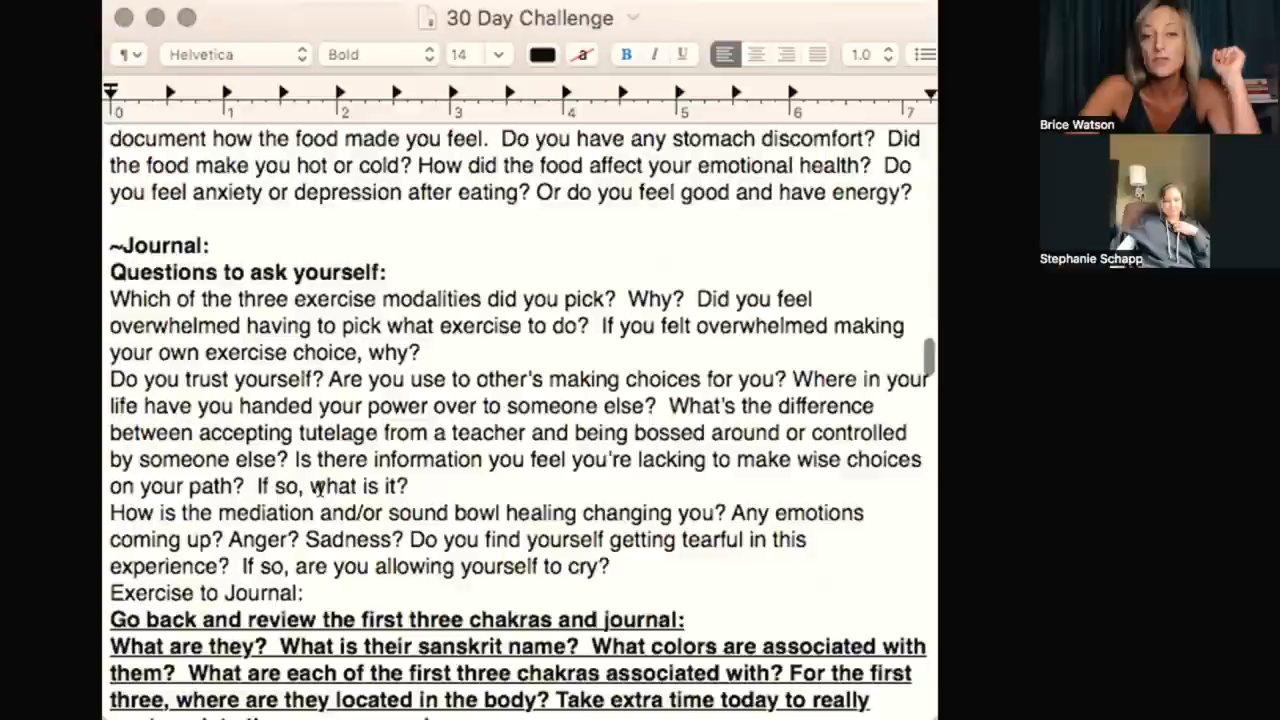 30 Day Challenge
Helvetica
Bold
14
a
B
I
U
1.0
0
1
2
3
4
5
6
7
document how the food made you feel.  Do you have any stomach discomfort?  Did
the food make you hot or cold? How did the food affect your emotional health?  Do
you feel anxiety or depression after eating? Or do you feel good and have energy?
~Journal:
Questions to ask yourself:
Which of the three exercise modalities did you pick?  Why?  Did you feel
overwhelmed having to pick what exercise to do?  If you felt overwhelmed making
your own exercise choice, why?
Do you trust yourself? Are you use to other's making choices for you? Where in your
life have you handed your power over to someone else?  What's the difference
between accepting tutelage from a teacher and being bossed around or controlled
by someone else? Is there information you feel you're lacking to make wise choices
on your path?  If so, what is it?
How is the mediation and/or sound bowl healing changing you? Any emotions
coming up? Anger? Sadness? Do you find yourself getting tearful in this
experience?  If so, are you allowing yourself to cry?
Exercise to Journal:
Go back and review the first three chakras and journal:
What are they?  What is their sanskrit name?  What colors are associated with
them?  What are each of the first three chakras associated with? For the first
three, where are they located in the body? Take extra time today to really
Brice Watson
Stephanie Schapp